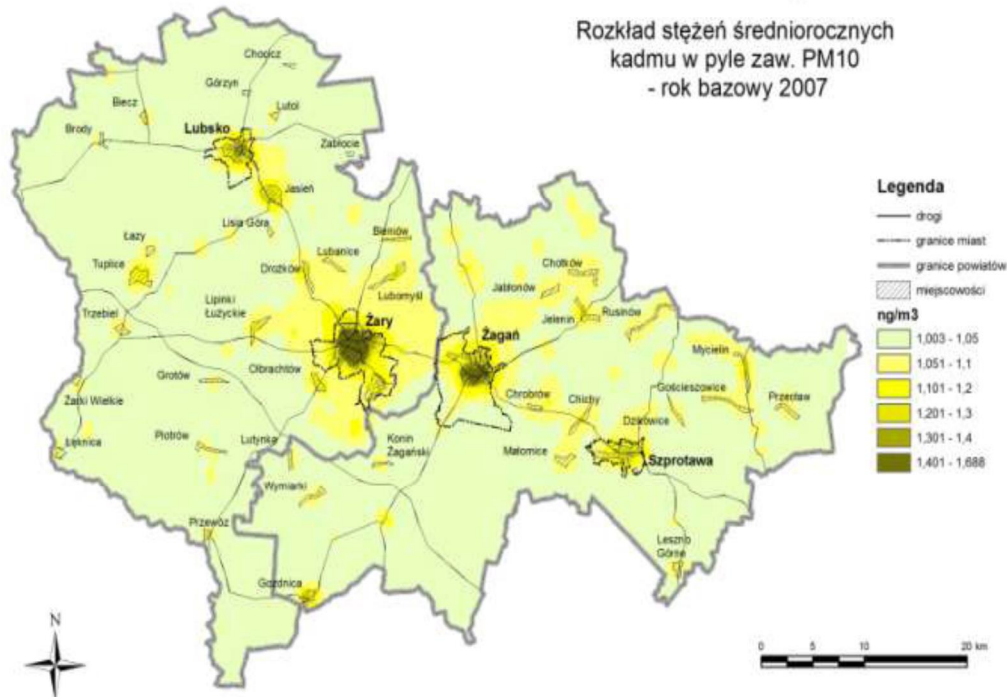 Rozkład stężeń średniorocznych
kadmu w pyle zaw. PM10
- rok bazowy 2007
Chocicz
Górzyn
Biecz
Lutol
Brody
Lubsko
Zabłocie
Jasień
Lisia Góra
Bieniów
Łazy
Lubanice
Tuplice
Drożków
Chotków
Lubomyśl
Jabłonów
Trzebiel
Lipinki
Łużyckie
Jelenin
Rusinów
Żary
Żagań
Mycielin
Grotów
Olbrachtów
Gościeszowice
Żarki Wielkie
Chrobrów
Chichy
Przecław
Dzikowice
Łęknica
Piotrów
Lutynka
Konin
Żagański
Małomice
Szprotawa
Wymiarki
Przewóz
Leszno
Górne
Gozdnica
Legenda
drogi
granice miast
granice powiatów
miejscowości
ng/m3
1,003 - 1,05
1,051 - 1,1
1,101 - 1,2
1,201 - 1,3
1,301 - 1,4
1,401 - 1,688
N
0 5 10 20 km